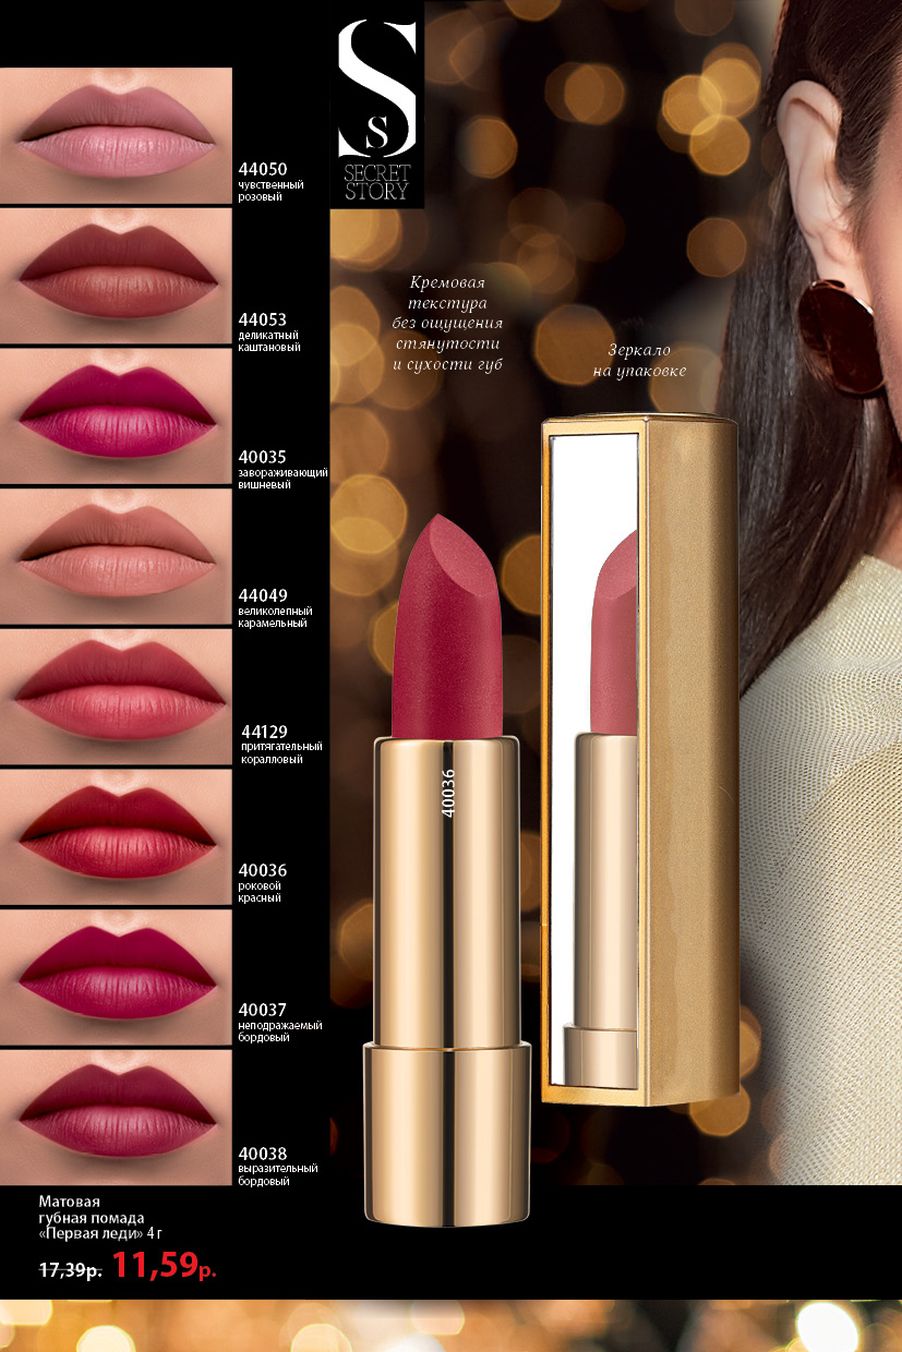 S
S
SECRET
STORY
44050
чувственный
розовый
44053
деликатный
каштановый
40035
завораживающий
вишневый
44049
великолепный
карамельный
44129
притягательный
коралловый
40036
роковой
красный
40037
неподражаемый
бордовый
40038
выразительный
бордовый
Кремовая
текстура
без ощущения
стянутости
и сухости губ
Зеркало
на упаковке
40036
Матовая
губная помада
«Первая леди» 4 г
17,39р. 11,59р.